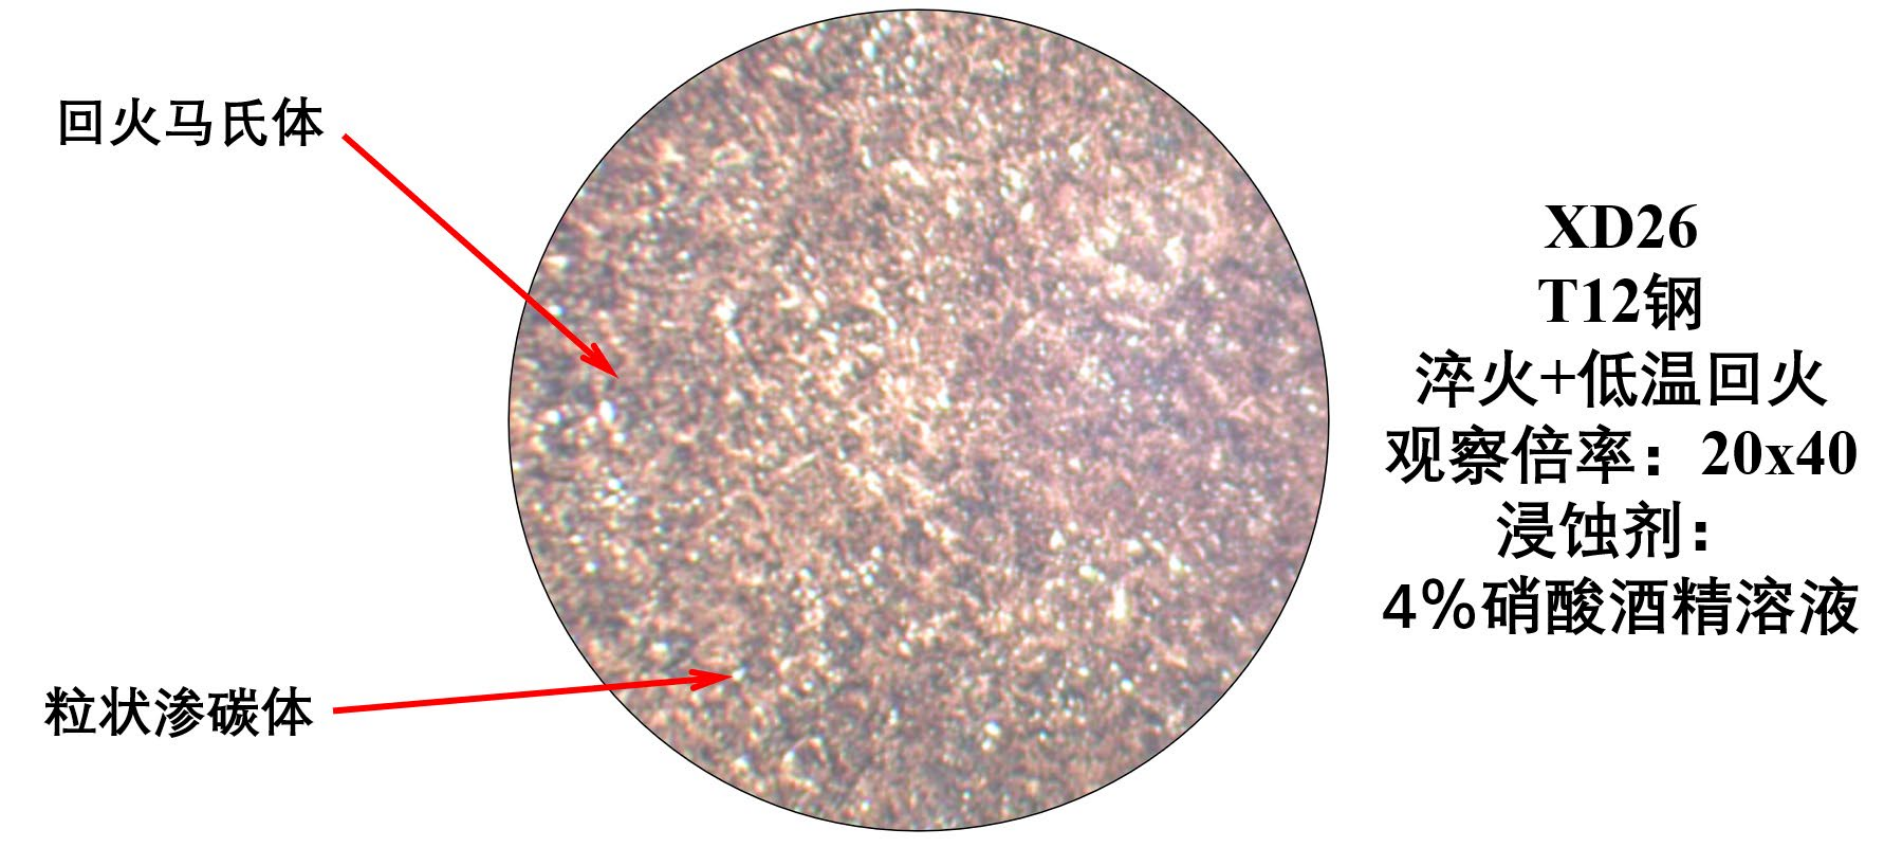 回火马氏体
粒状渗碳体
XD26
T12钢
淬火+低温回火
观察倍率：20x40
浸蚀剂：
4%硝酸酒精溶液